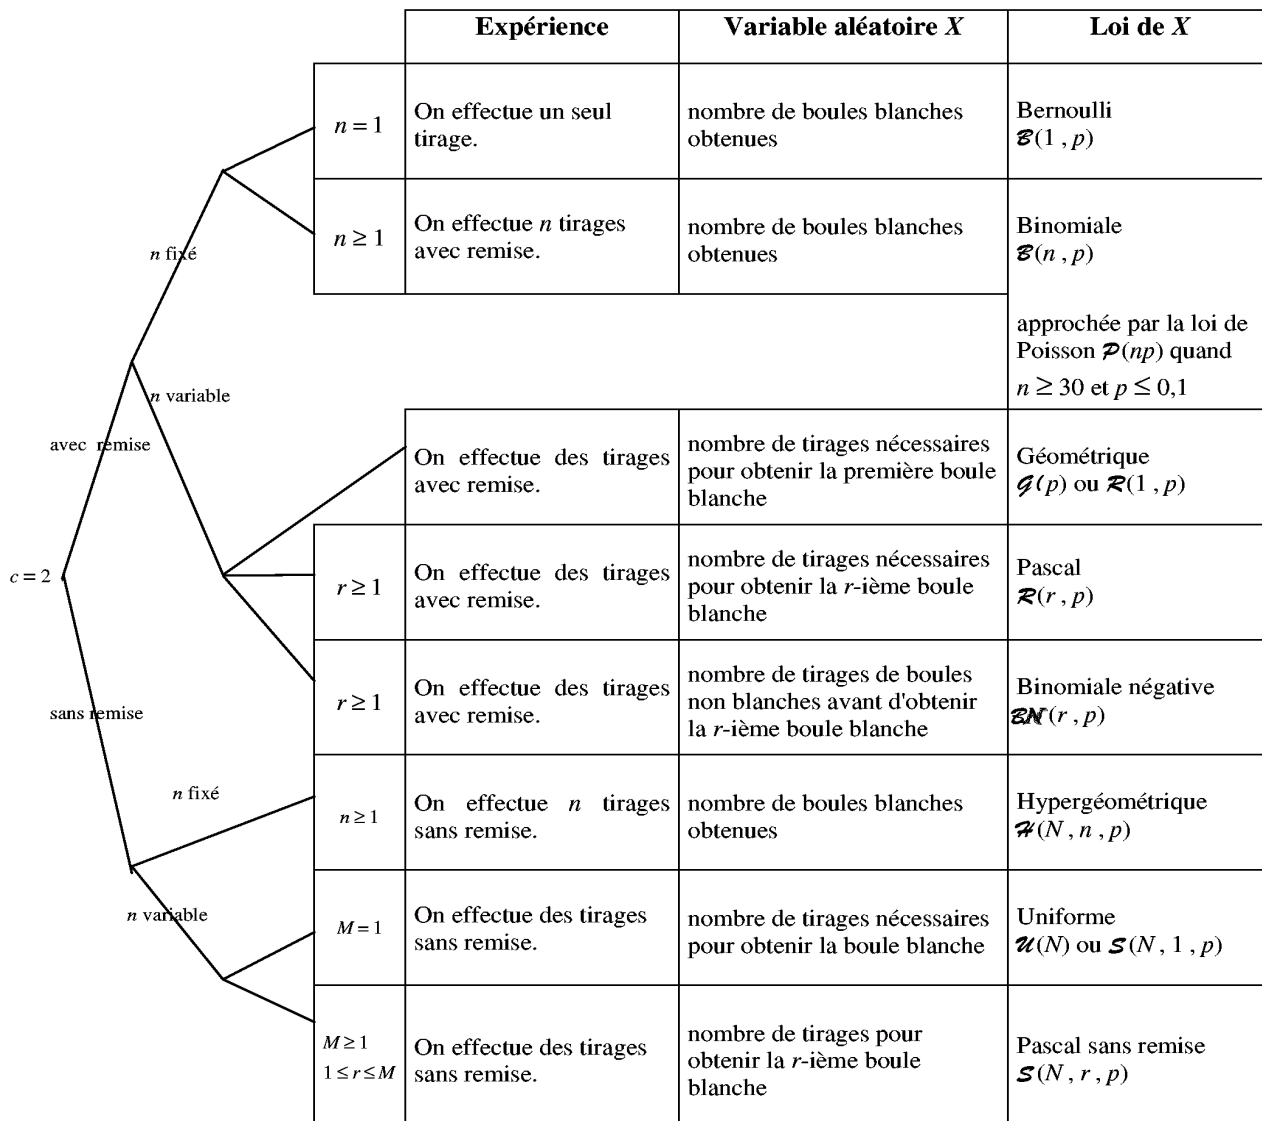 Expérience
Variable aléatoire X
Loi de X
n = 1
On effectue un seul
tirage.
nombre de boules blanches
obtenues
Bernoulli
ℬ(1 , p)
n ≥ 1
On effectue n tirages
avec remise.
nombre de boules blanches
obtenues
Binomiale
ℬ(n , p)
approchée par la loi de
Poisson 𝒫(np) quand
n ≥ 30 et p ≤ 0,1
n fixé
n variable
avec remise
On effectue des tirages
avec remise.
nombre de tirages nécessaires
pour obtenir la première boule
blanche
Géométrique
𝒢(p) ou ℛ(1 , p)
c = 2
r ≥ 1
On effectue des tirages
avec remise.
nombre de tirages nécessaires
pour obtenir la r-ième boule
blanche
Pascal
ℛ(r , p)
sans remise
r ≥ 1
On effectue des tirages
avec remise.
nombre de tirages de boules
non blanches avant d'obtenir
la r-ième boule blanche
Binomiale négative
ℬ𝒩(r , p)
n fixé
n ≥ 1
On effectue n tirages
sans remise.
nombre de boules blanches
obtenues
Hypergéométrique
ℋ(N , n , p)
n variable
M = 1
On effectue des tirages
sans remise.
nombre de tirages nécessaires
pour obtenir la boule blanche
Uniforme
𝒰(N) ou 𝒮(N , 1 , p)
M ≥ 1
1 ≤ r ≤ M
On effectue des tirages
sans remise.
nombre de tirages pour
obtenir la r-ième boule
blanche
Pascal sans remise
𝒮(N , r , p)